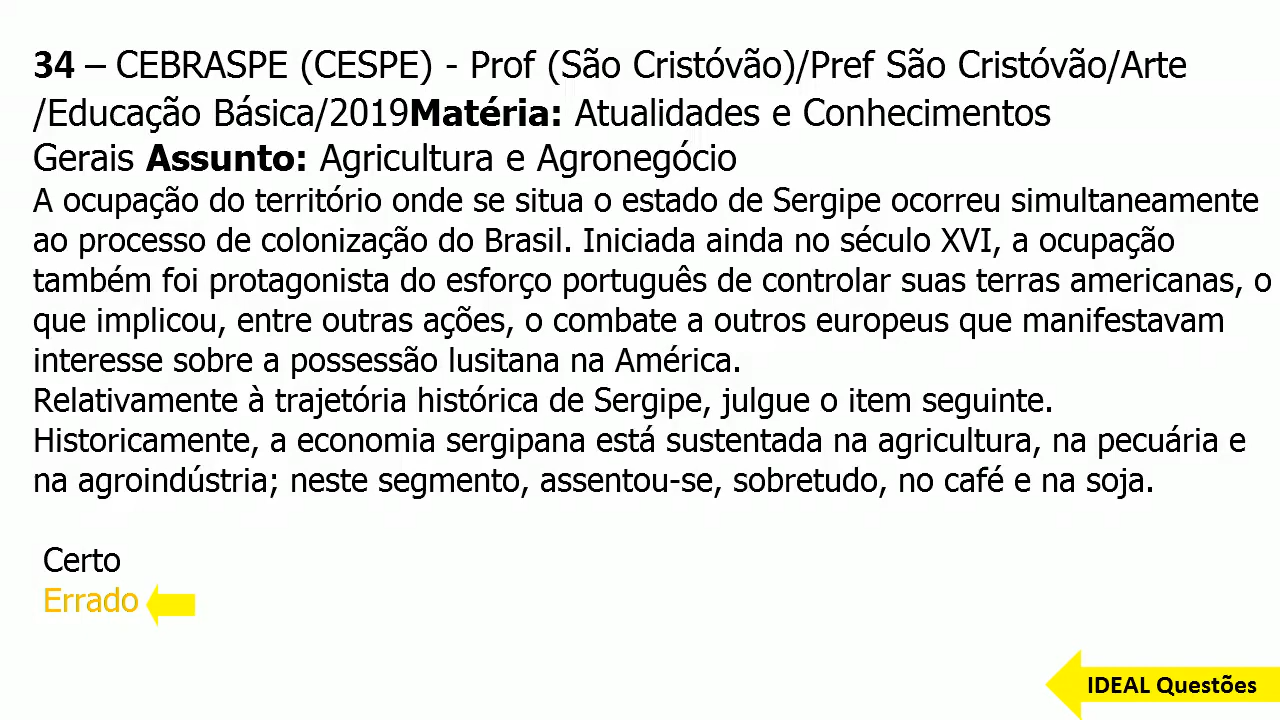 34 – CEBRASPE (CESPE) - Prof (São Cristóvão)/Pref São Cristóvão/Arte
/Educação Básica/2019Matéria: Atualidades e Conhecimentos
Gerais Assunto: Agricultura e Agronegócio
A ocupação do território onde se situa o estado de Sergipe ocorreu simultaneamente
ao processo de colonização do Brasil. Iniciada ainda no século XVI, a ocupação
também foi protagonista do esforço português de controlar suas terras americanas, o
que implicou, entre outras ações, o combate a outros europeus que manifestavam
interesse sobre a possessão lusitana na América.
Relativamente à trajetória histórica de Sergipe, julgue o item seguinte.
Historicamente, a economia sergipana está sustentada na agricultura, na pecuária e
na agroindústria; neste segmento, assentou-se, sobretudo, no café e na soja.
Certo
Errado
IDEAL Questões